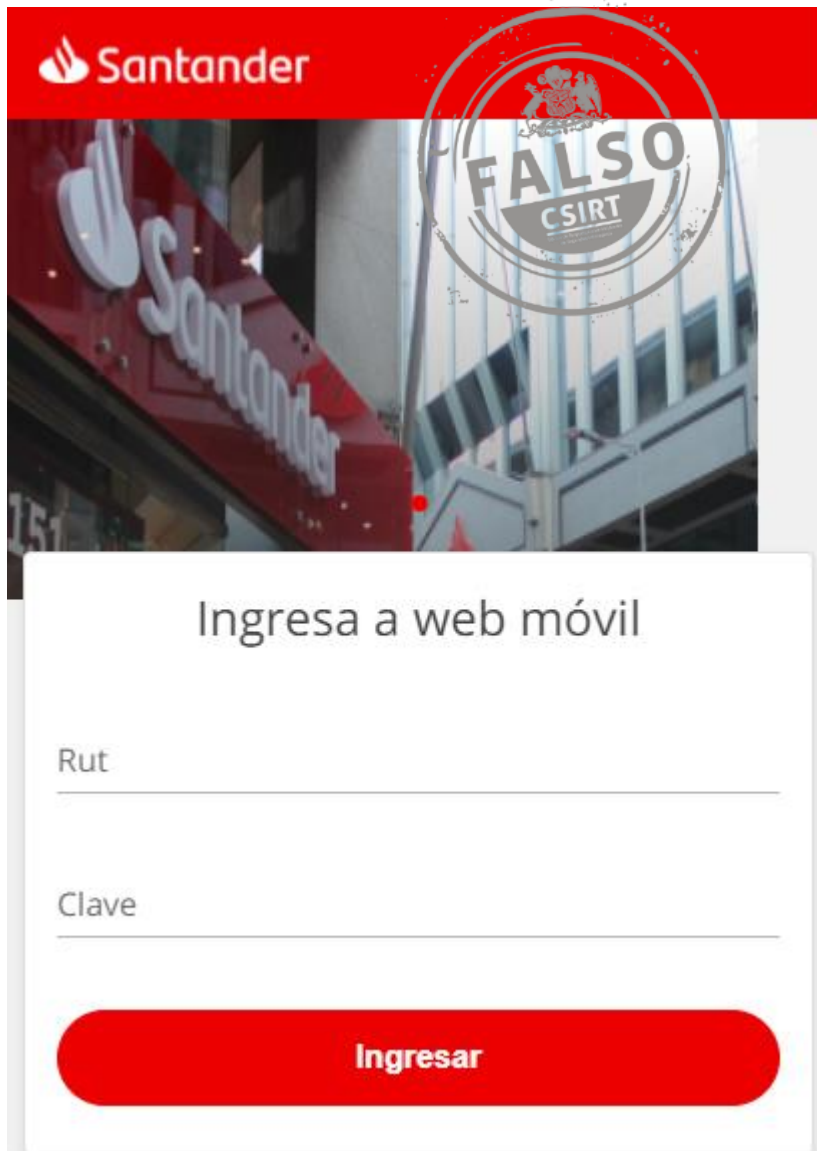 Santander
FALSO
CSIRT
Santander
151
Ingresa a web móvil
Rut
Clave
Ingresar